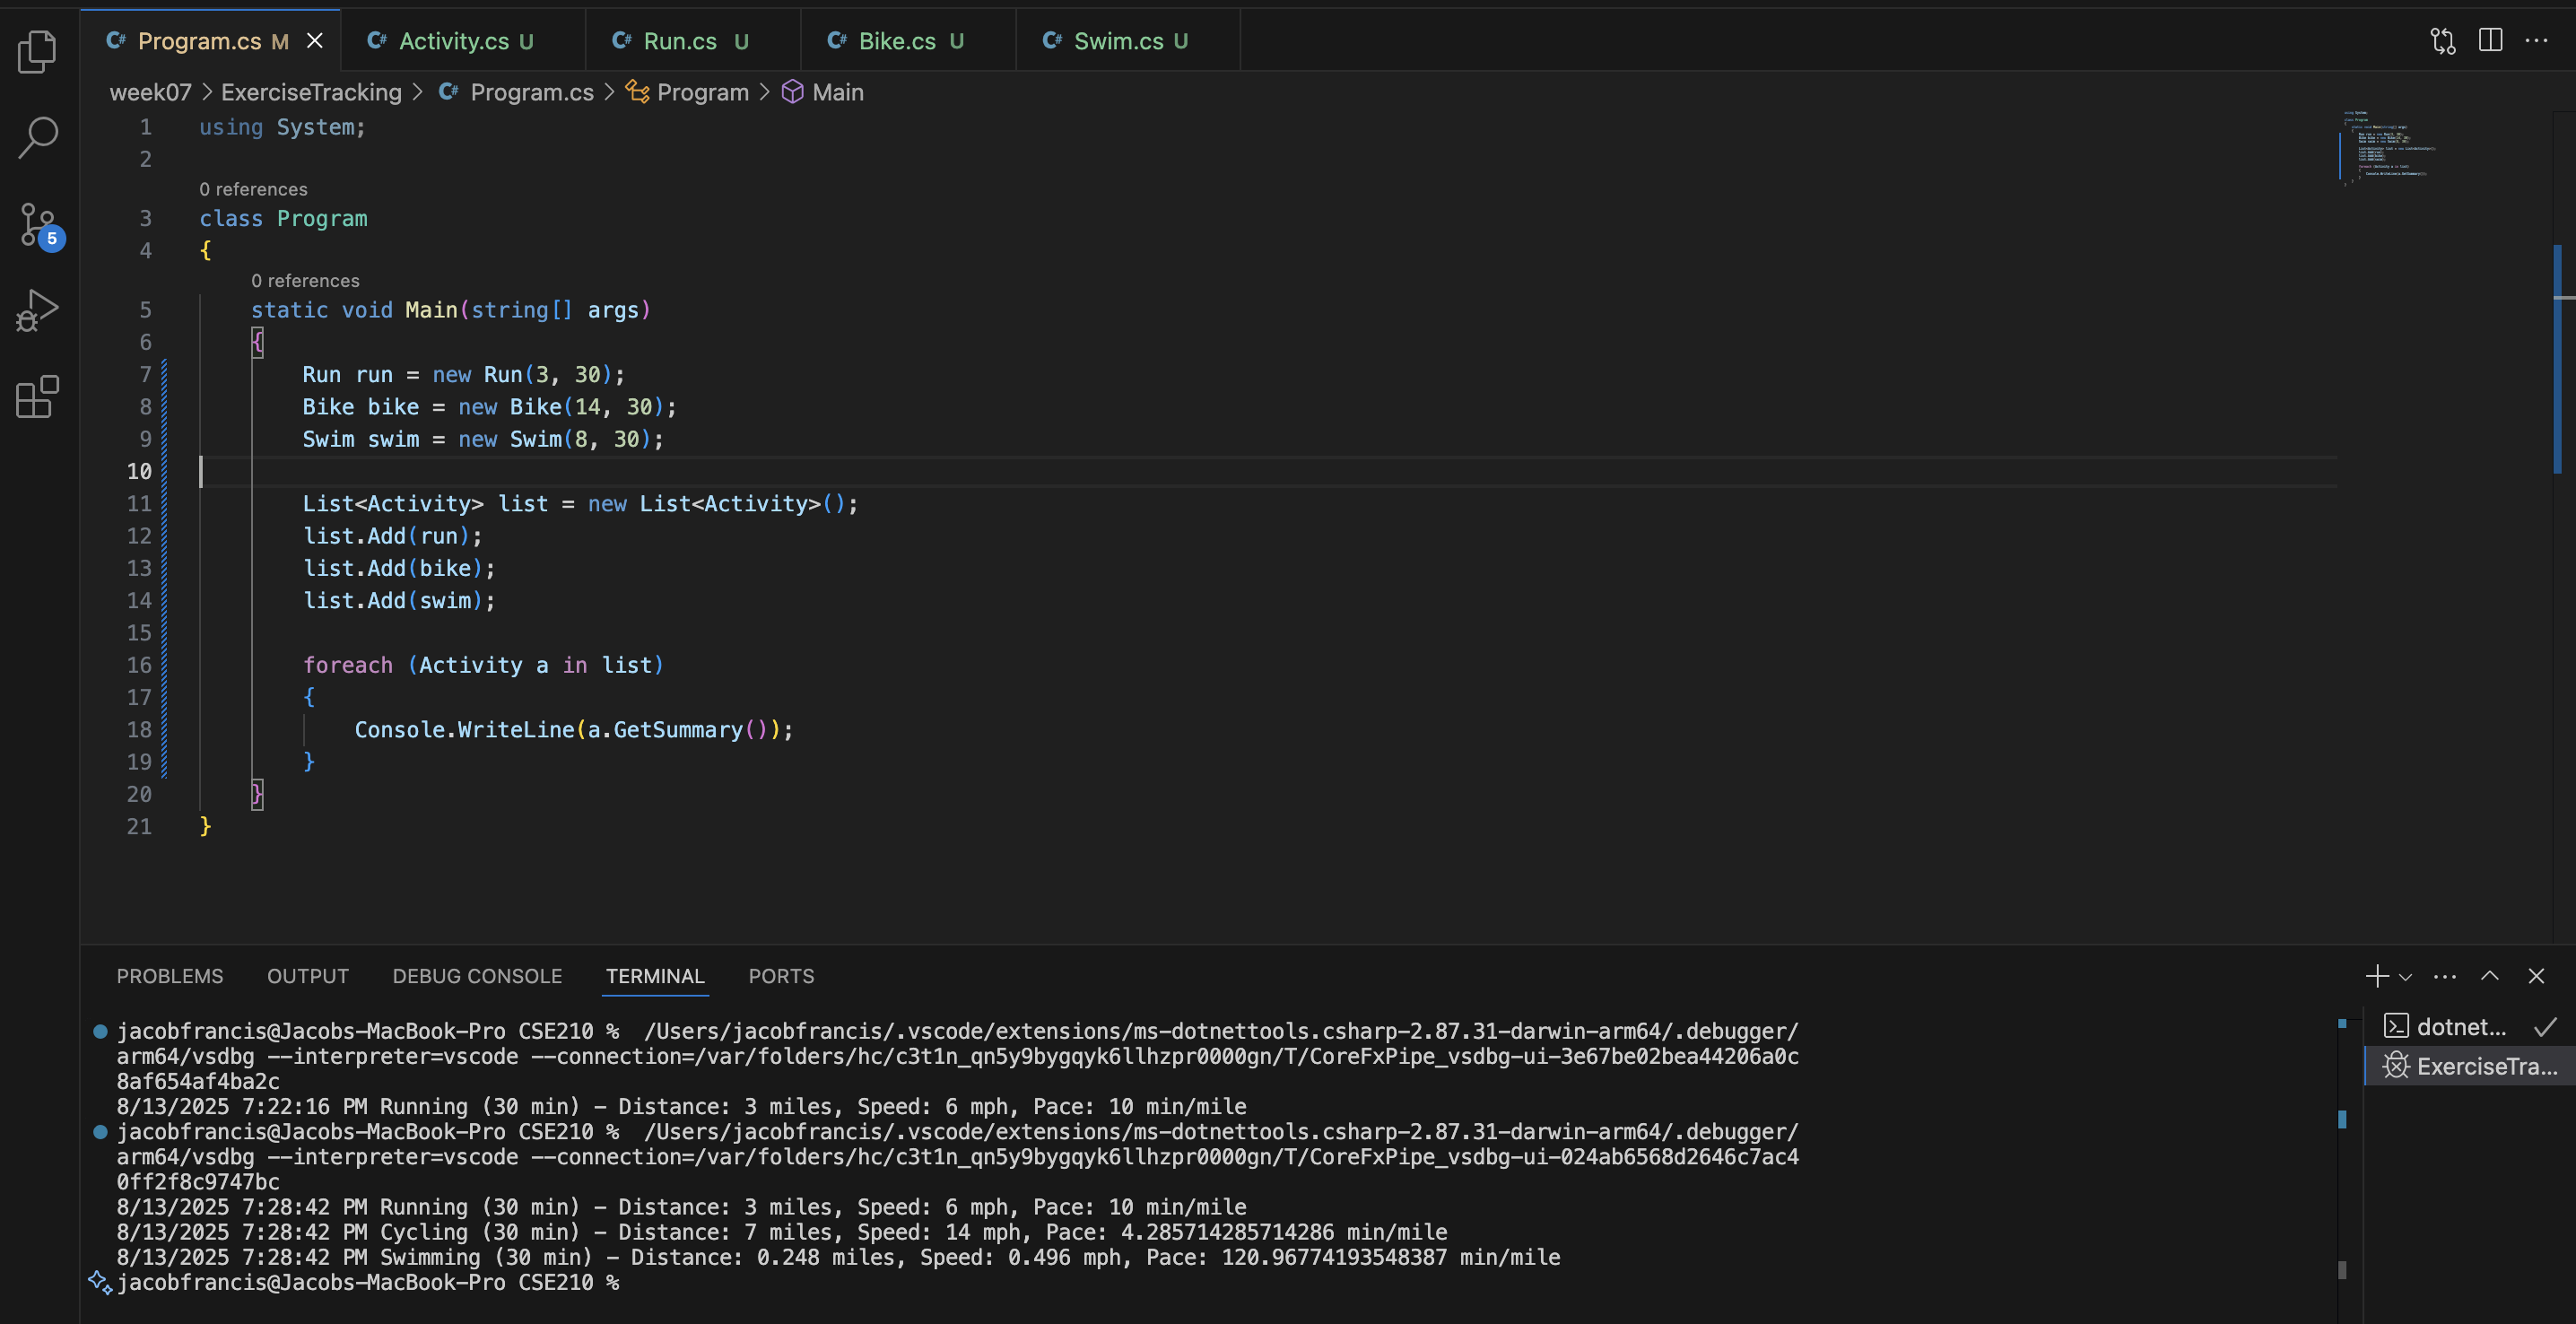 Program.cs M
Activity.cs U
Run.cs U
Bike.cs U
Swim.cs U
week07 > ExerciseTracking > Program.cs > Program > Main
5
1 using System;
2
0 references
3 class Program
4 {
0 references
5 static void Main(string[] args)
6 {
7 Run run = new Run(3, 30);
8 Bike bike = new Bike(14, 30);
9 Swim swim = new Swim(8, 30);
10
11 List<Activity> list = new List<Activity>();
12 list.Add(run);
13 list.Add(bike);
14 list.Add(swim);
15
16 foreach (Activity a in list)
17 {
18 Console.WriteLine(a.GetSummary());
19 }
20 }
21 }
PROBLEMS OUTPUT DEBUG CONSOLE TERMINAL PORTS
jacobfrancis@Jacobs-MacBook-Pro CSE210 %  /Users/jacobfrancis/.vscode/extensions/ms-dotnettools.csharp-2.87.31-darwin-arm64/.debugger/
arm64/vsdbg --interpreter=vscode --connection=/var/folders/hc/c3t1n_qn5y9bygqyk6llhzpr0000gn/T/CoreFxPipe_vsdbg-ui-3e67be02bea44206a0c
8af654af4ba2c
8/13/2025 7:22:16 PM Running (30 min) - Distance: 3 miles, Speed: 6 mph, Pace: 10 min/mile
jacobfrancis@Jacobs-MacBook-Pro CSE210 %  /Users/jacobfrancis/.vscode/extensions/ms-dotnettools.csharp-2.87.31-darwin-arm64/.debugger/
arm64/vsdbg --interpreter=vscode --connection=/var/folders/hc/c3t1n_qn5y9bygqyk6llhzpr0000gn/T/CoreFxPipe_vsdbg-ui-024ab6568d2646c7ac4
0ff2f8c9747bc
8/13/2025 7:28:42 PM Running (30 min) - Distance: 3 miles, Speed: 6 mph, Pace: 10 min/mile
8/13/2025 7:28:42 PM Cycling (30 min) - Distance: 7 miles, Speed: 14 mph, Pace: 4.285714285714286 min/mile
8/13/2025 7:28:42 PM Swimming (30 min) - Distance: 0.248 miles, Speed: 0.496 mph, Pace: 120.96774193548387 min/mile
jacobfrancis@Jacobs-MacBook-Pro CSE210 %
dotnet...
ExerciseTra...